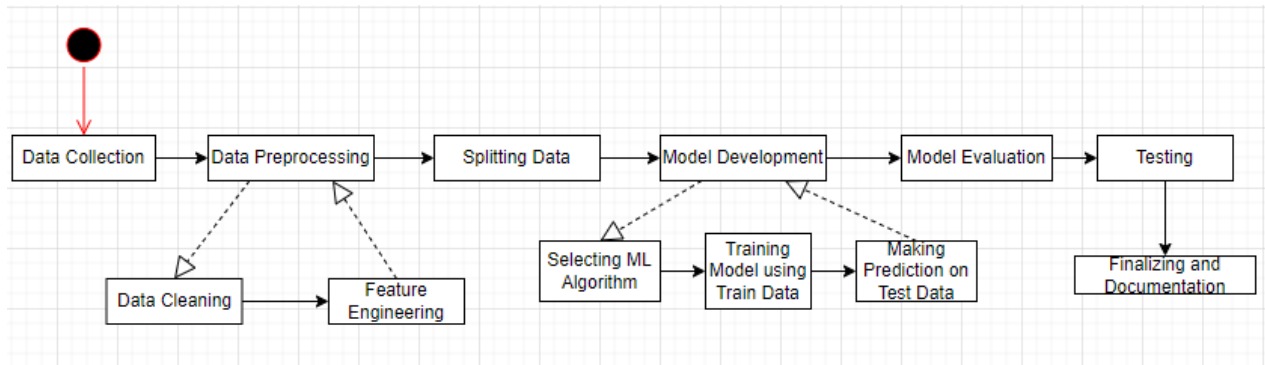 Data Collection
Data Preprocessing
Splitting Data
Model Development
Model Evaluation
Testing
Data Cleaning
Feature
Engineering
Selecting ML
Algorithm
Training
Model using
Train Data
Making
Prediction on
Test Data
Finalizing and
Documentation